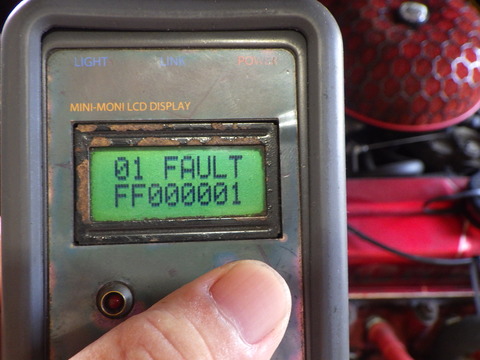 LIGHT LINK POWER
MINI-MONI LCD DISPLAY
01 FAULT
FF000001